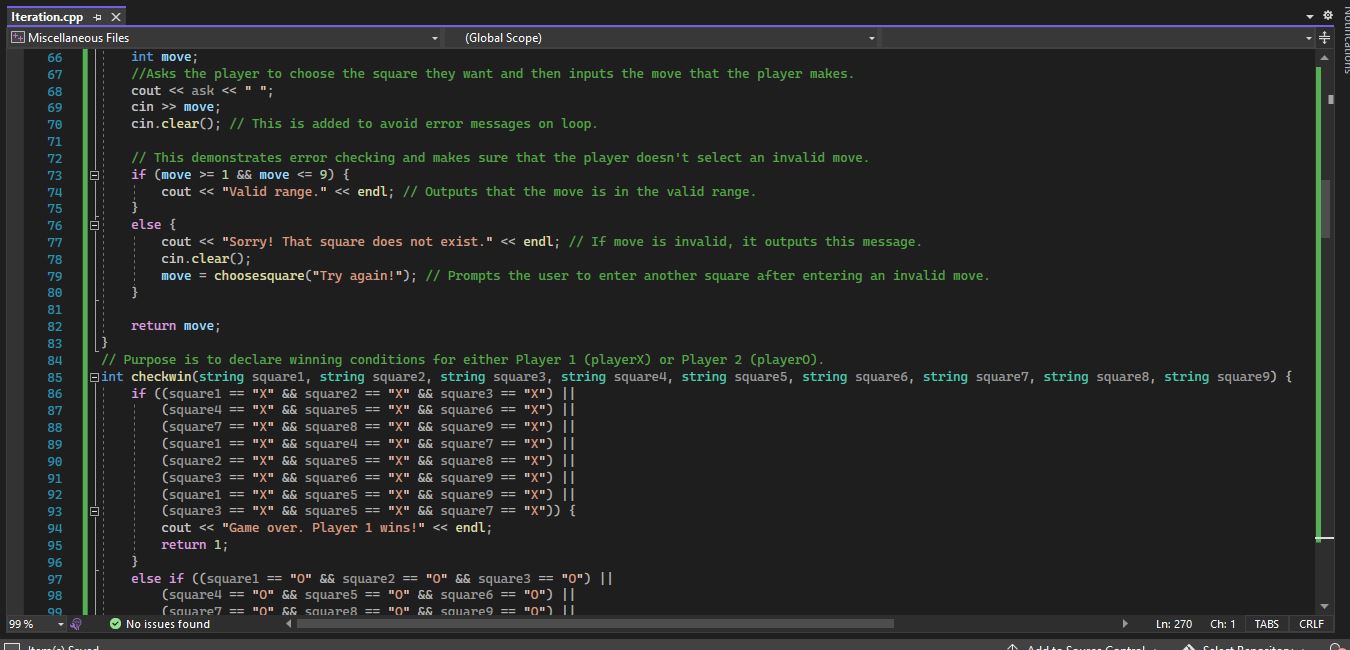 Iteration.cpp
Miscellaneous Files (Global Scope)
66 int move;
67 //Asks the player to choose the square they want and then inputs the move that the player makes.
68 cout << ask << " ";
69 cin >> move;
70 cin.clear(); // This is added to avoid error messages on loop.
71
72 // This demonstrates error checking and makes sure that the player doesn't select an invalid move.
73 if (move >= 1 && move <= 9) {
74 cout << "Valid range." << endl; // Outputs that the move is in the valid range.
75 }
76 else {
77 cout << "Sorry! That square does not exist." << endl; // If move is invalid, it outputs this message.
78 cin.clear();
79 move = choosesquare("Try again!"); // Prompts the user to enter another square after entering an invalid move.
80 }
81
82 return move;
83 }
84 // Purpose is to declare winning conditions for either Player 1 (playerX) or Player 2 (playerO).
85 int checkwin(string square1, string square2, string square3, string square4, string square5, string square6, string square7, string square8, string square9) {
86 if ((square1 == "X" && square2 == "X" && square3 == "X") ||
87 (square4 == "X" && square5 == "X" && square6 == "X") ||
88 (square7 == "X" && square8 == "X" && square9 == "X") ||
89 (square1 == "X" && square4 == "X" && square7 == "X") ||
90 (square2 == "X" && square5 == "X" && square8 == "X") ||
91 (square3 == "X" && square6 == "X" && square9 == "X") ||
92 (square1 == "X" && square5 == "X" && square9 == "X") ||
93 (square3 == "X" && square5 == "X" && square7 == "X")) {
94 cout << "Game over. Player 1 wins!" << endl;
95 return 1;
96 }
97 else if ((square1 == "O" && square2 == "O" && square3 == "O") ||
98 (square4 == "O" && square5 == "O" && square6 == "O") ||
99 (square7 == "O" && square8 == "O" && square9 == "O") ||
99 % No issues found Ln: 270 Ch: 1 TABS CRLF
Item(s) Saved Add to Source Control Select Repository
Notifications